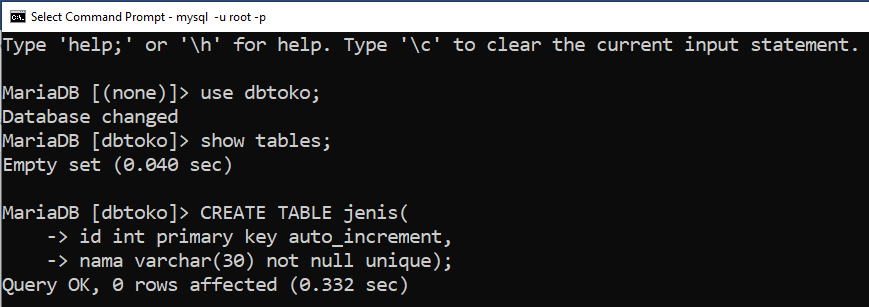 Select Command Prompt - mysql -u root -p
Type 'help;' or '\h' for help. Type '\c' to clear the current input statement.
MariaDB [(none)]> use dbtoko;
Database changed
MariaDB [dbtoko]> show tables;
Empty set (0.040 sec)
MariaDB [dbtoko]> CREATE TABLE jenis(
    -> id int primary key auto_increment,
    -> nama varchar(30) not null unique);
Query OK, 0 rows affected (0.332 sec)